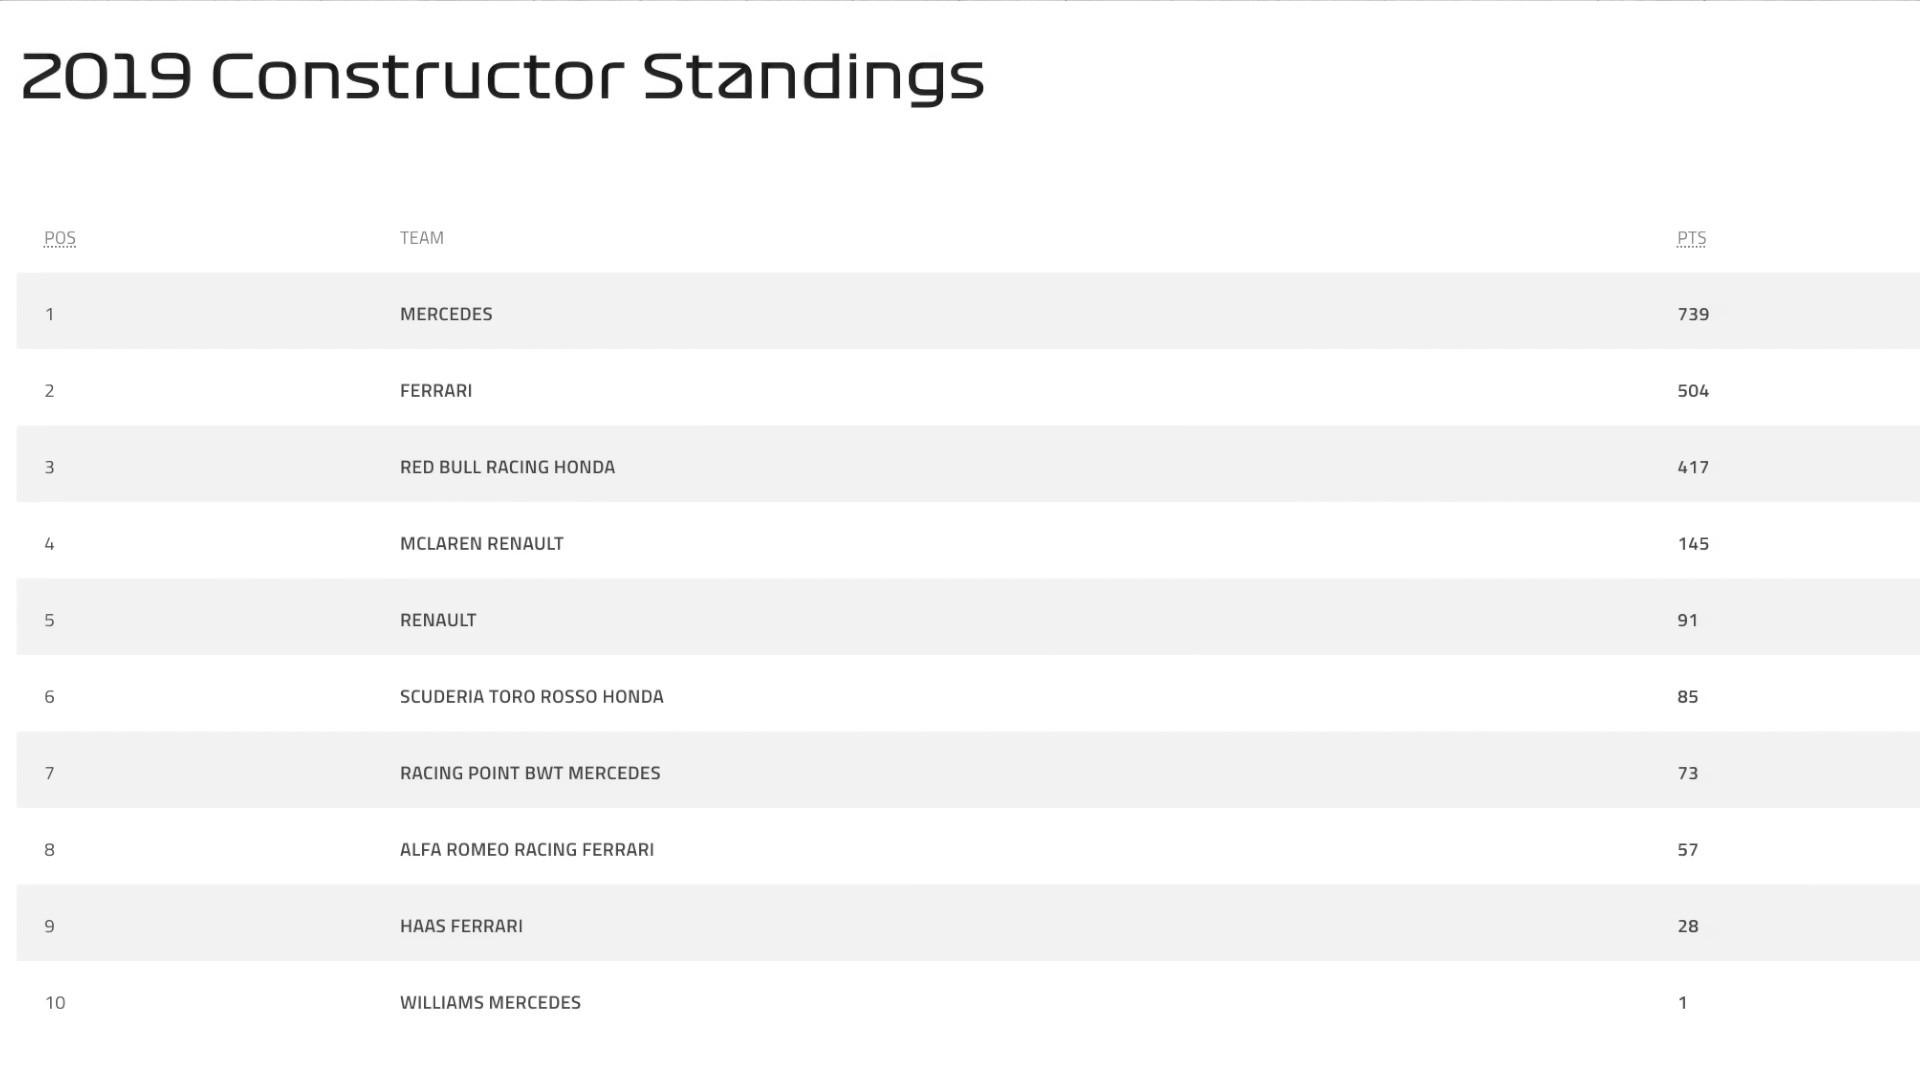 2019 Constructor Standings
POS TEAM PTS
1 MERCEDES 739
2 FERRARI 504
3 RED BULL RACING HONDA 417
4 MCLAREN RENAULT 145
5 RENAULT 91
6 SCUDERIA TORO ROSSO HONDA 85
7 RACING POINT BWT MERCEDES 73
8 ALFA ROMEO RACING FERRARI 57
9 HAAS FERRARI 28
10 WILLIAMS MERCEDES 1